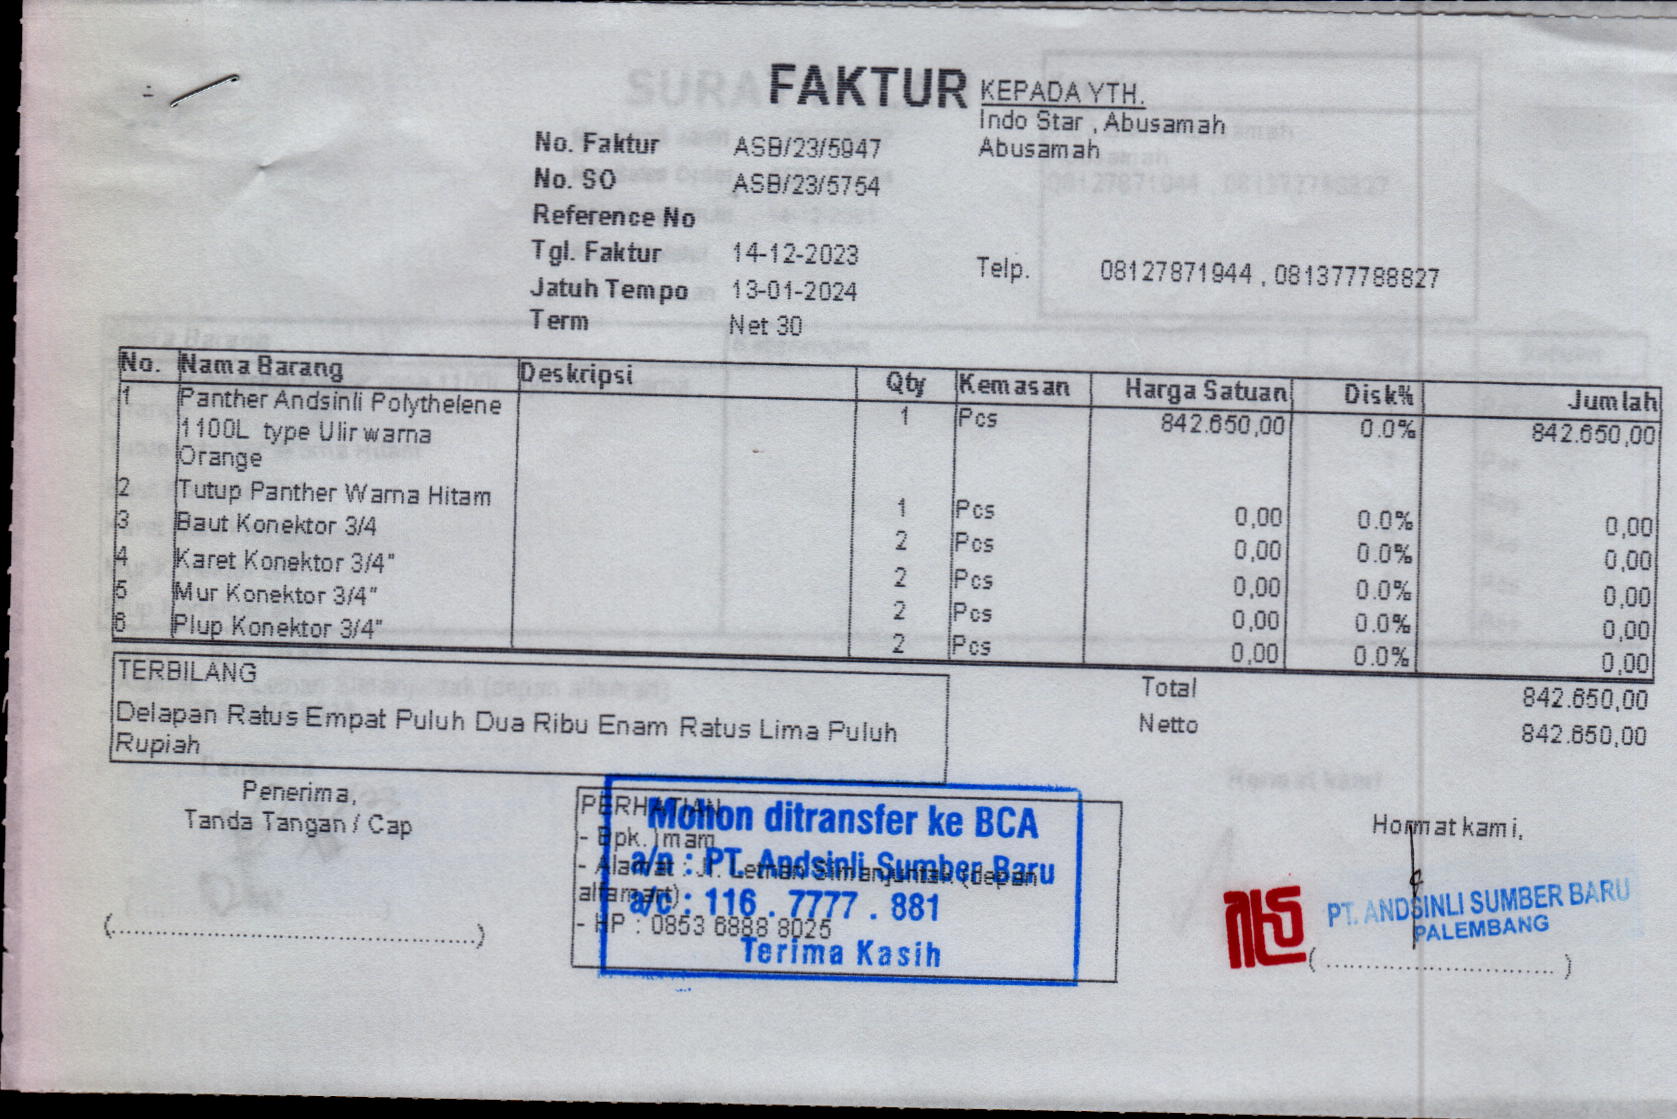 FAKTUR
KEPADA YTH.
Indo Star , Abusamah
Abusamah
No. Faktur ASB/23/5947
No. SO ASB/23/5754
Reference No
Tgl. Faktur 14-12-2023
Jatuh Tempo 13-01-2024
Term Net 30
Telp. 08127871944 , 081377788827
No. Nama Barang Deskripsi Qty Kemasan Harga Satuan Disk% Jumlah
1 Panther Andsinli Polythelene 1 Pcs 842.650,00 0.0% 842.650,00
1100L type Ulir warna
Orange
2 Tutup Panther Warna Hitam 1 Pcs 0,00 0.0% 0,00
3 Baut Konektor 3/4 2 Pcs 0,00 0.0% 0,00
4 Karet Konektor 3/4" 2 Pcs 0,00 0.0% 0,00
5 Mur Konektor 3/4" 2 Pcs 0,00 0.0% 0,00
6 Plup Konektor 3/4" 2 Pcs 0,00 0.0% 0,00
TERBILANG
Delapan Ratus Empat Puluh Dua Ribu Enam Ratus Lima Puluh
Rupiah
Total 842.650,00
Netto 842.650,00
Penerima,
Tanda Tangan / Cap
PERHATIAN
- Bpk. Imam
- Alamat : Jl. Letnan Simanjuntak (depan
alfamart)
- HP : 0853 6888 8025
Mohon ditransfer ke BCA
a/n : PT. Andsinli Sumber Baru
a/c : 116 . 7777 . 881
Terima Kasih
Hormat kami,
PT. ANDSINLI SUMBER BARU
PALEMBANG